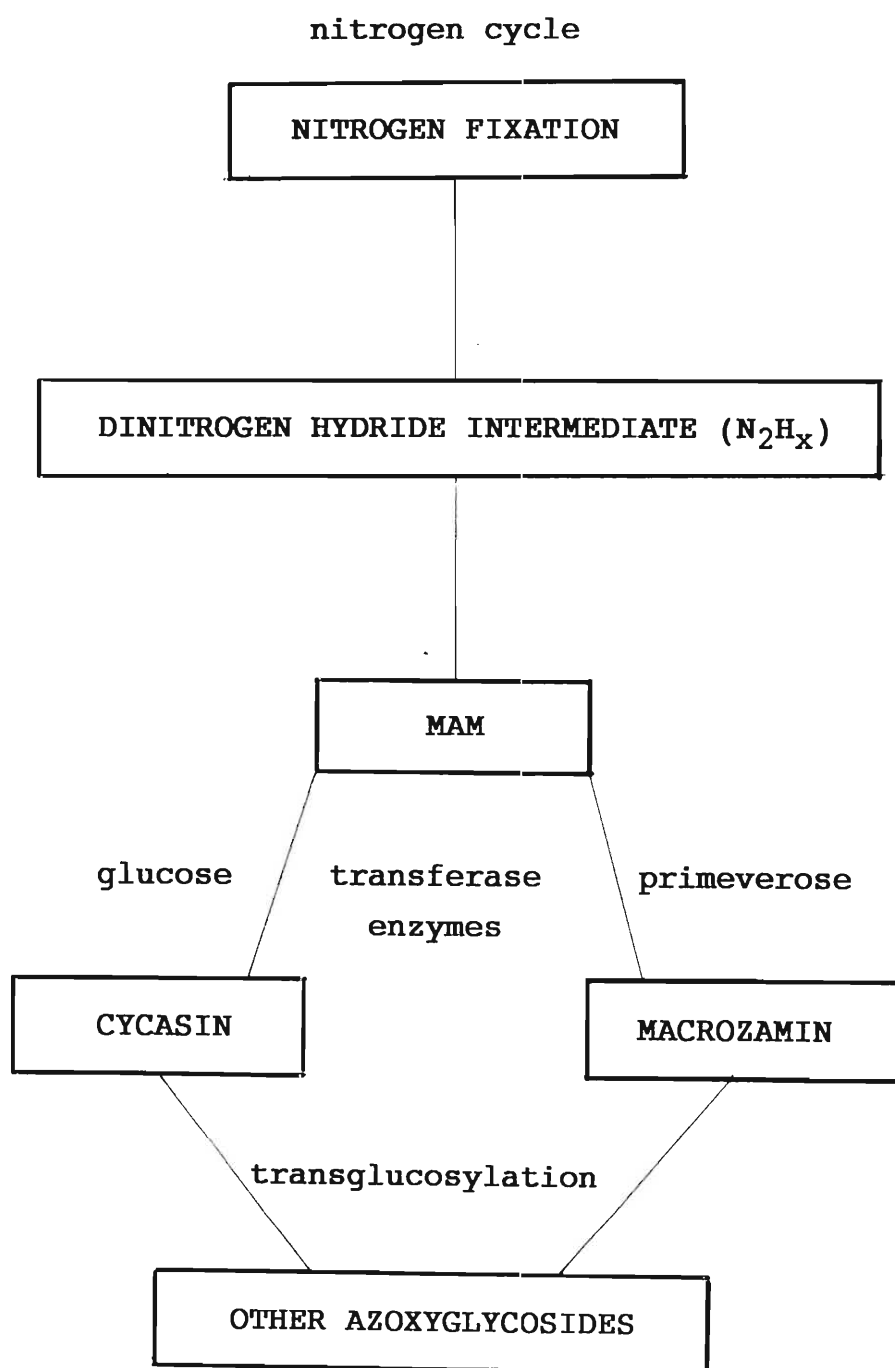 nitrogen cycle
NITROGEN FIXATION
DINITROGEN HYDRIDE INTERMEDIATE (N₂Hₓ)
MAM
glucose transferase primeverose
enzymes
CYCASIN MACROZAMIN
transglucosylation
OTHER AZOXYGLYCOSIDES